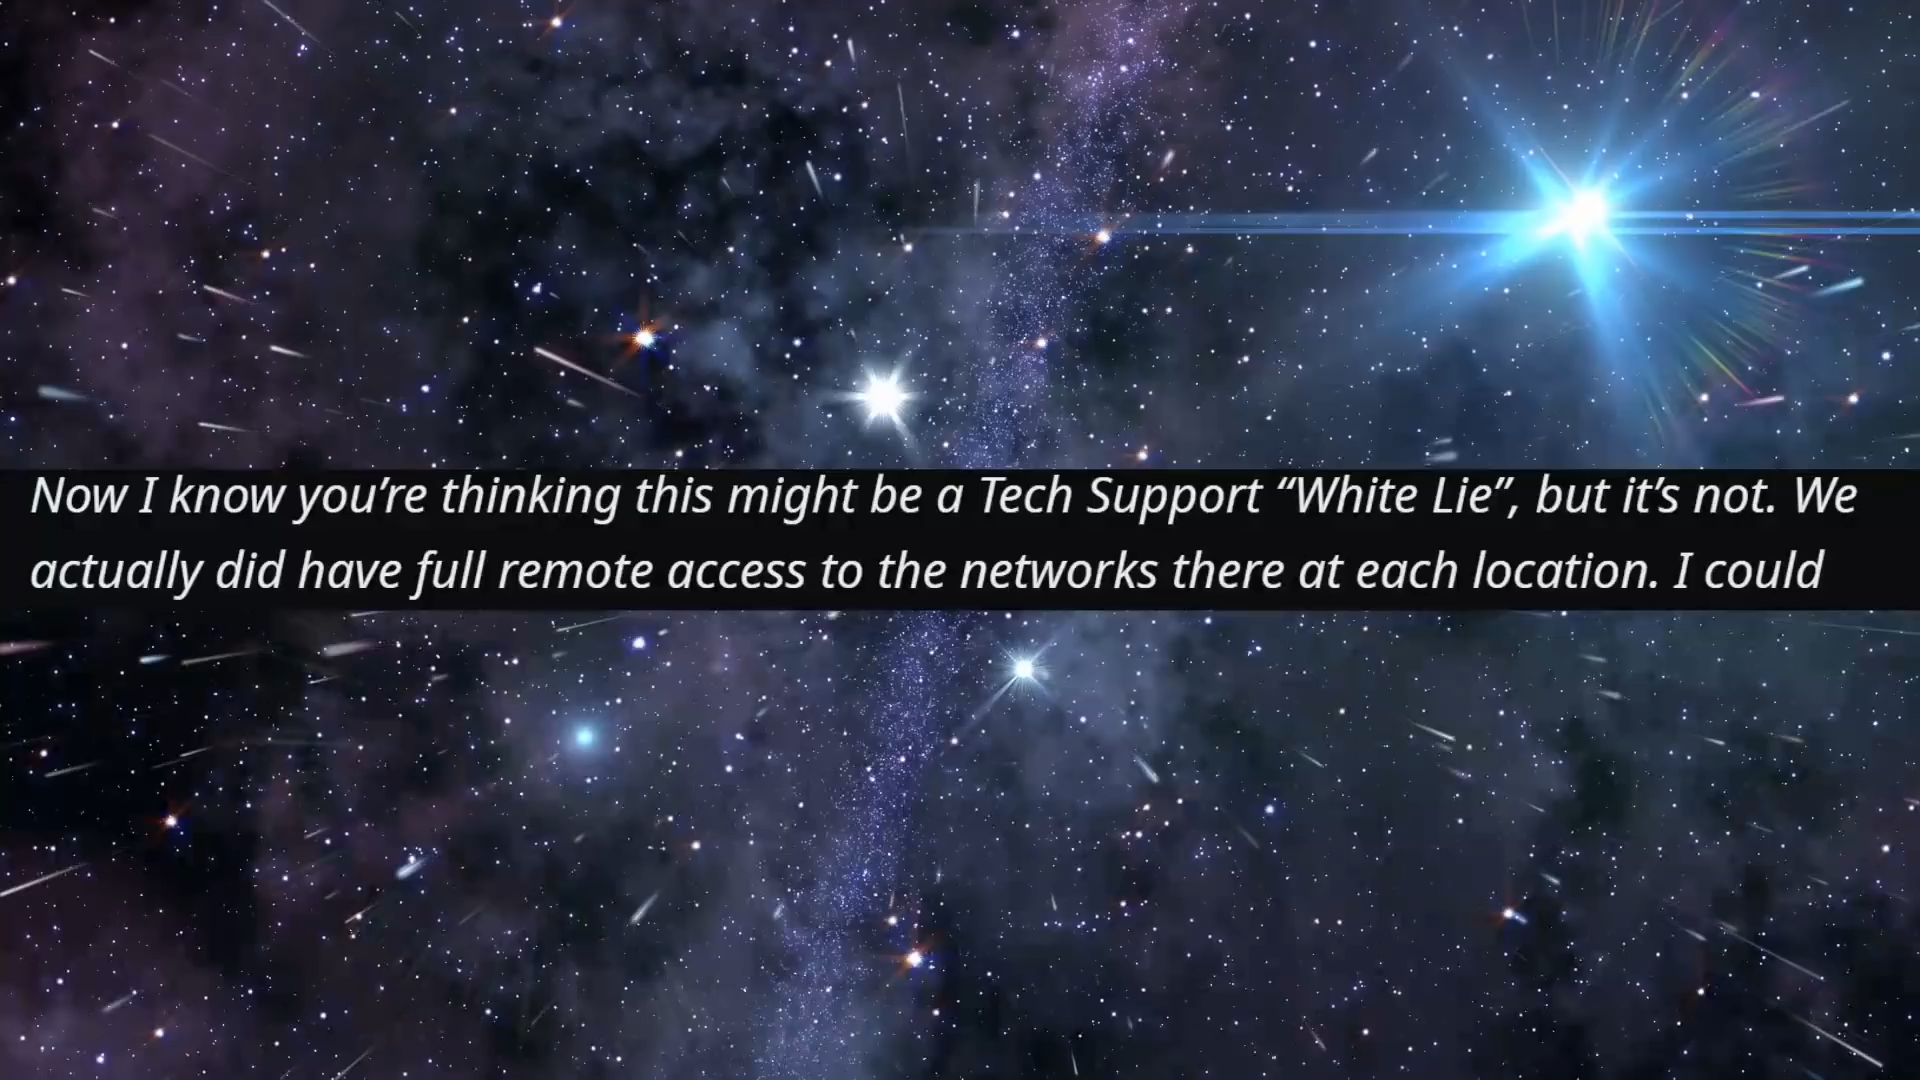 Now I know you’re thinking this might be a Tech Support “White Lie”, but it’s not. We
actually did have full remote access to the networks there at each location. I could